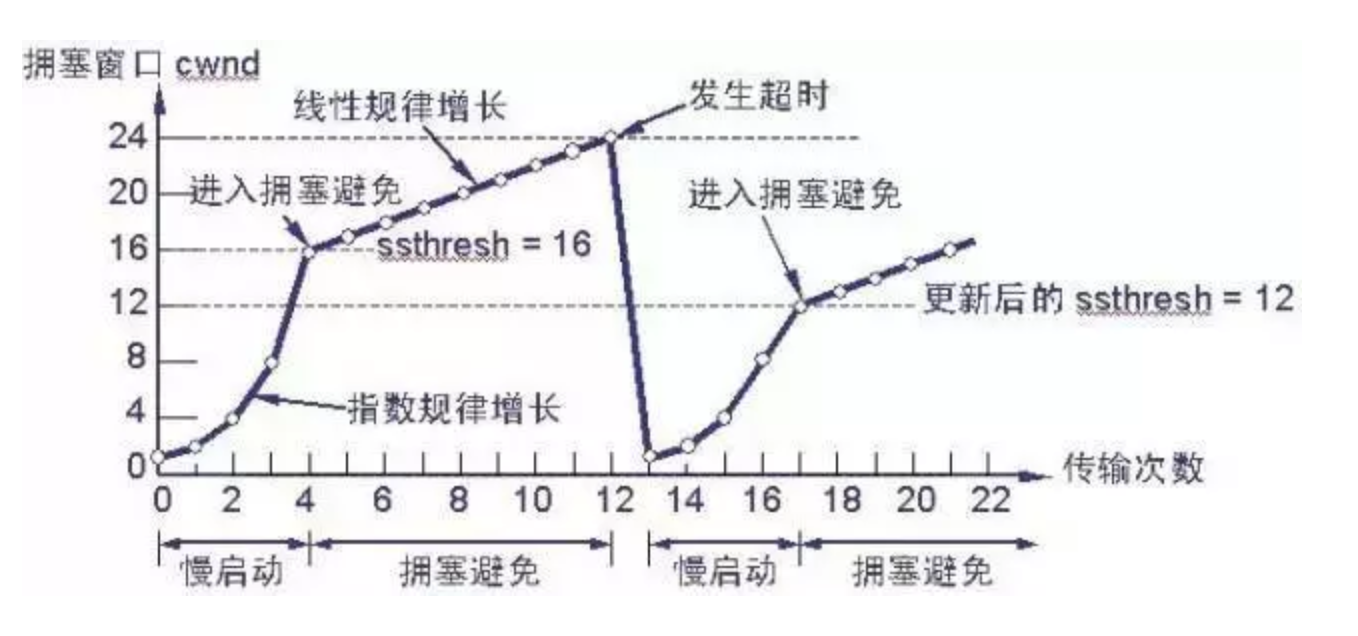 拥塞窗口 cwnd
线性规律增长
发生超时
24
进入拥塞避免
20
进入拥塞避免
16
ssthresh = 16
12
更新后的 ssthresh = 12
8
4
指数规律增长
0
传输次数
0 2 4 6 8 10 12 14 16 18 20 22
慢启动 拥塞避免 慢启动 拥塞避免